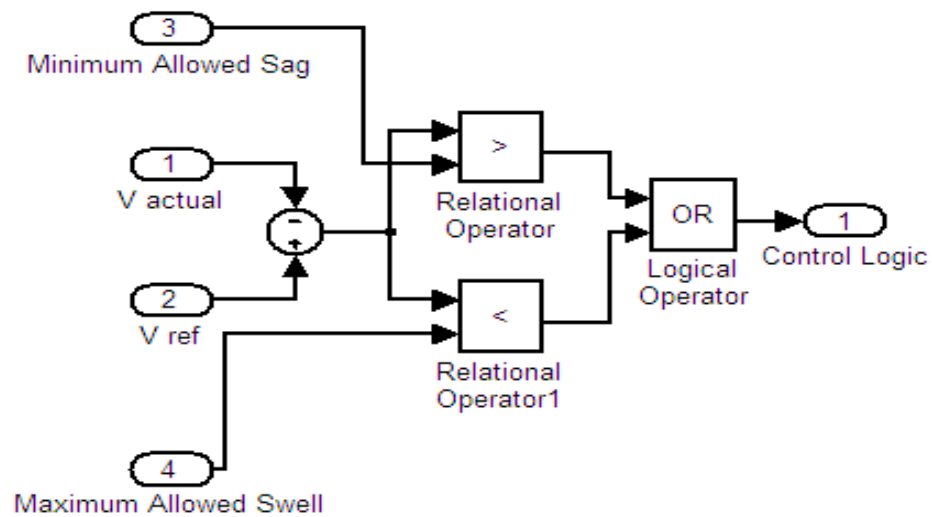 3
Minimum Allowed Sag
1
V actual
-
+
2
V ref
4
Maximum Allowed Swell
>
Relational
Operator
<
Relational
Operator1
OR
Logical
Operator
1
Control Logic